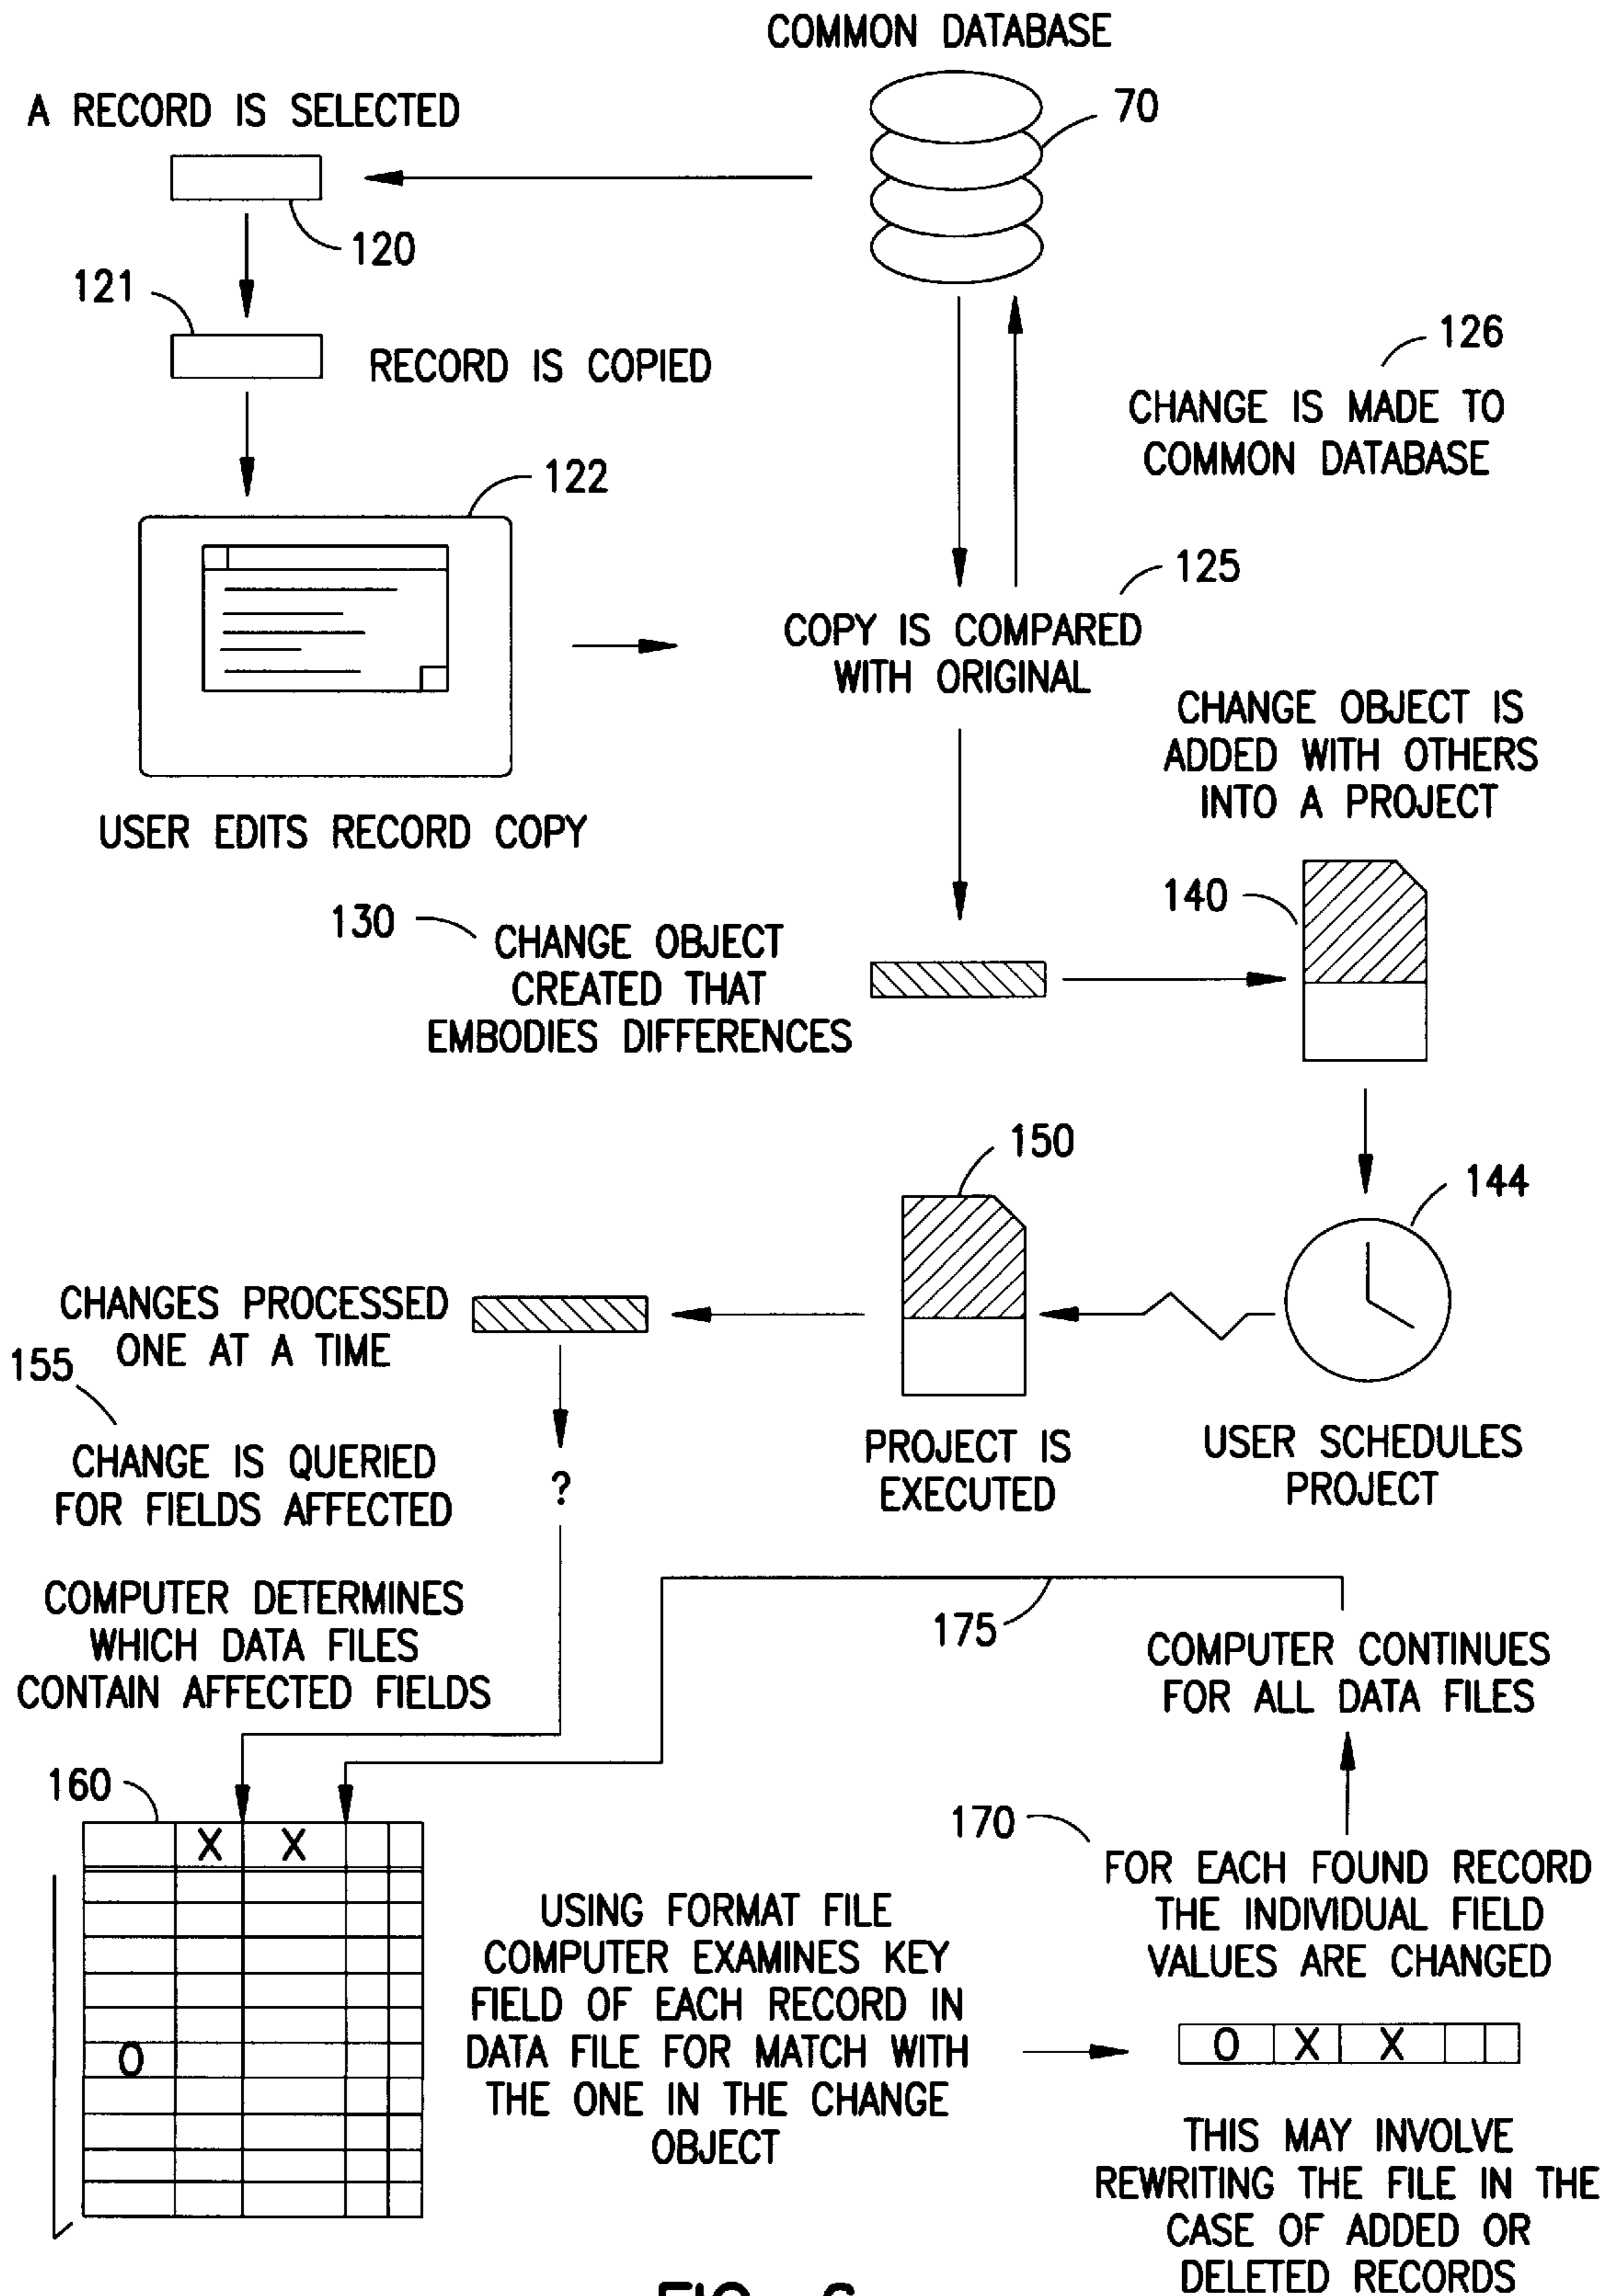 COMMON DATABASE
70
A RECORD IS SELECTED
120
121
RECORD IS COPIED
126
CHANGE IS MADE TO
COMMON DATABASE
122
125
COPY IS COMPARED
WITH ORIGINAL
USER EDITS RECORD COPY
CHANGE OBJECT IS
ADDED WITH OTHERS
INTO A PROJECT
140
130
CHANGE OBJECT
CREATED THAT
EMBODIES DIFFERENCES
150
144
CHANGES PROCESSED
ONE AT A TIME
155
CHANGE IS QUERIED
FOR FIELDS AFFECTED
?
PROJECT IS
EXECUTED
USER SCHEDULES
PROJECT
COMPUTER DETERMINES
WHICH DATA FILES
CONTAIN AFFECTED FIELDS
175
COMPUTER CONTINUES
FOR ALL DATA FILES
160
X X
O
170
FOR EACH FOUND RECORD
THE INDIVIDUAL FIELD
VALUES ARE CHANGED
USING FORMAT FILE
COMPUTER EXAMINES KEY
FIELD OF EACH RECORD IN
DATA FILE FOR MATCH WITH
THE ONE IN THE CHANGE
OBJECT
O X X
THIS MAY INVOLVE
REWRITING THE FILE IN THE
CASE OF ADDED OR
DELETED RECORDS